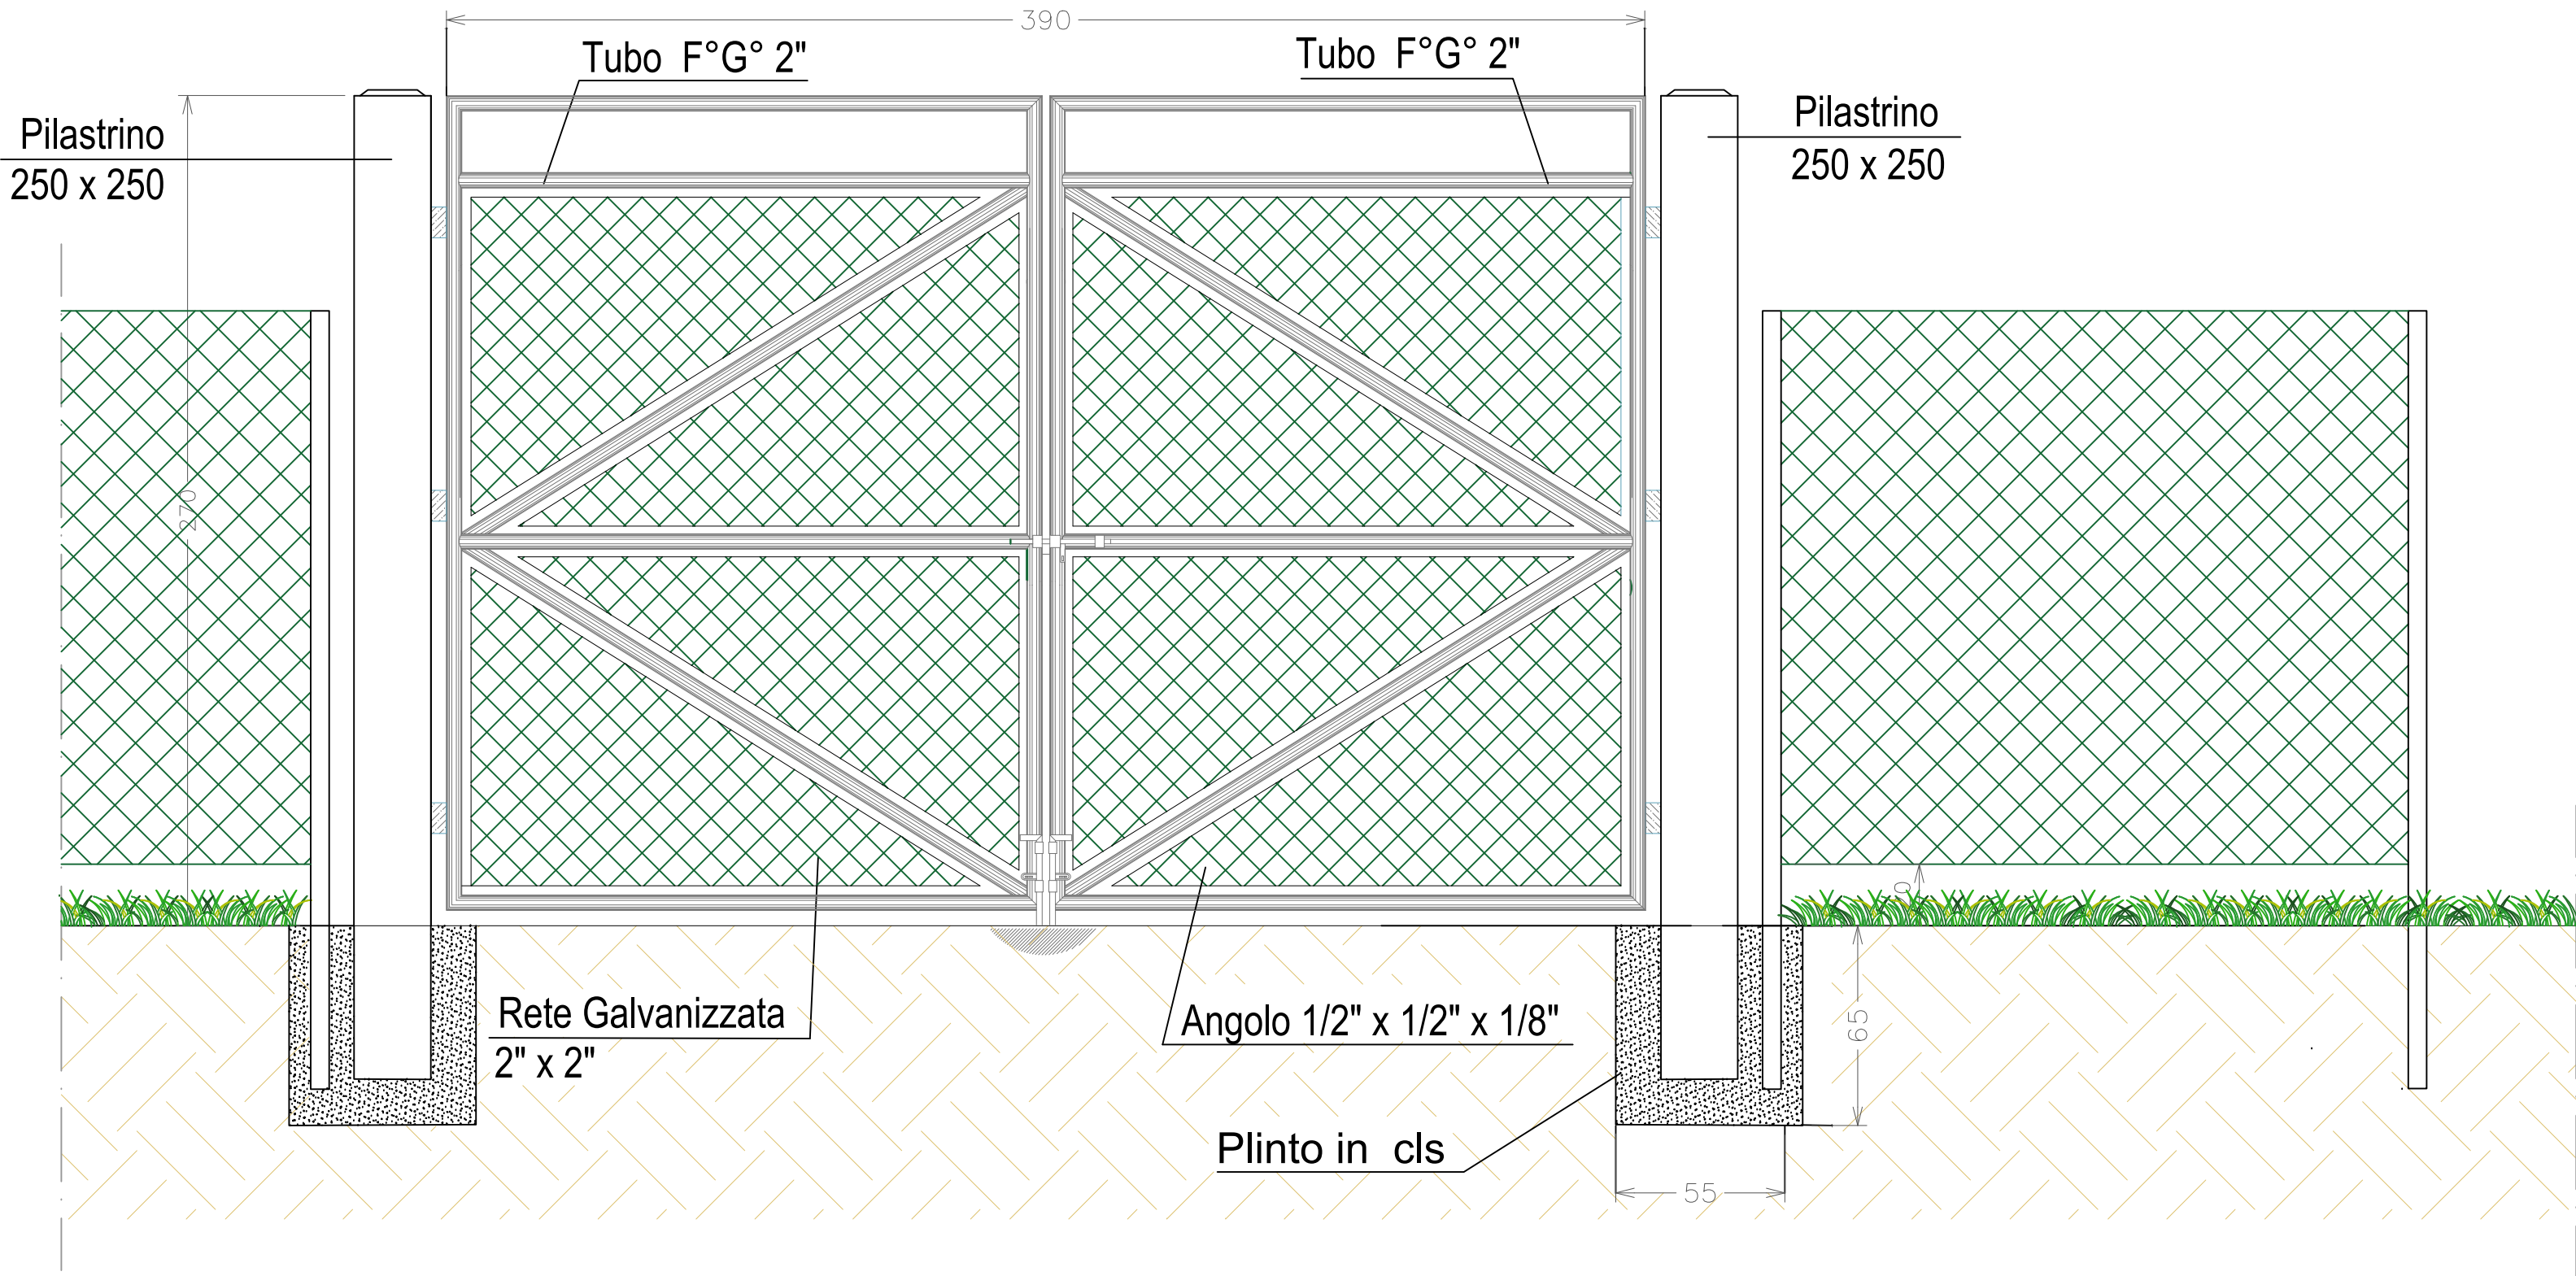 390
Tubo F°G° 2"
Tubo F°G° 2"
Pilastrino
250 x 250
Pilastrino
250 x 250
270
Rete Galvanizzata
2" x 2"
Angolo 1/2" x 1/2" x 1/8"
65
Plinto in cls
55